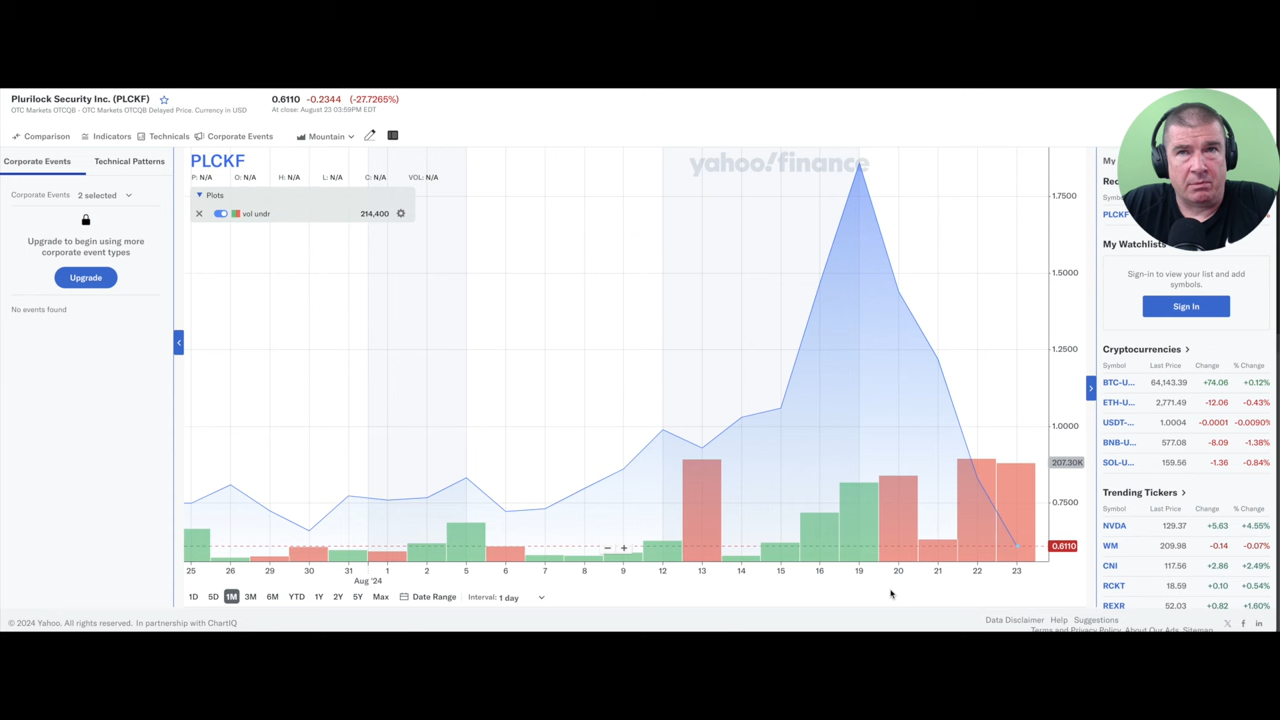 Plurilock Security Inc. (PLCKF)
OTC Markets OTCQB - OTC Markets OTCQB Delayed Price. Currency in USD
0.6110 -0.2344 (-27.7265%)
At close: August 23 03:59PM EDT
Comparison Indicators Technicals Corporate Events Mountain
Corporate Events Technical Patterns
Corporate Events 2 selected
Upgrade to begin using more
corporate event types
Upgrade
No events found
PLCKF
P: N/A O: N/A H: N/A L: N/A C: N/A VOL: N/A
Plots
vol undr 214,400
yahoo!finance
1.7500
1.5000
1.2500
1.0000
207.30K
0.7500
0.6110
25 26 29 30 31 1 2 5 6 7 8 9 12 13 14 15 16 19 20 21 22 23
Aug '24
1D 5D 1M 3M 6M YTD 1Y 2Y 5Y Max Date Range Interval: 1 day
My
PLCKF
My Watchlists
Sign-in to view your list and add
symbols.
Sign In
Cryptocurrencies
Symbol Last Price Change % Change
BTC-U... 64,143.39 +74.06 +0.12%
ETH-U... 2,771.49 -12.06 -0.43%
USDT-... 1.0004 -0.0001 -0.0090%
BNB-U... 577.08 -8.09 -1.38%
SOL-U... 159.56 -1.36 -0.84%
Trending Tickers
Symbol Last Price Change % Change
NVDA 129.37 +5.63 +4.55%
WM 209.98 -0.14 -0.07%
CNI 117.56 +2.86 +2.49%
RCKT 18.59 +0.10 +0.54%
REXR 52.03 +0.82 +1.60%
© 2024 Yahoo. All rights reserved. In partnership with ChartIQ
Data Disclaimer Help Suggestions
Terms and Privacy Policy About Our Ads Sitemap